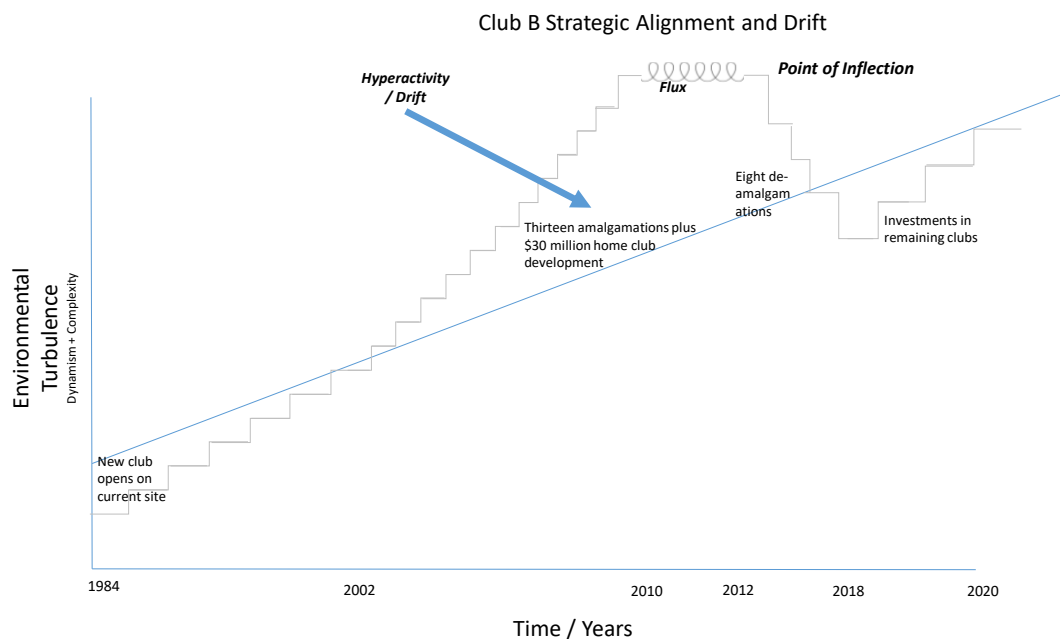 Club B Strategic Alignment and Drift
Hyperactivity
/ Drift
Flux
Point of Inflection
Eight de-
amalgam
ations
Thirteen amalgamations plus
$30 million home club
development
Investments in
remaining clubs
Environmental
Turbulence
Dynamism + Complexity
New club
opens on
current site
1984
2002
2010
2012
2018
2020
Time / Years